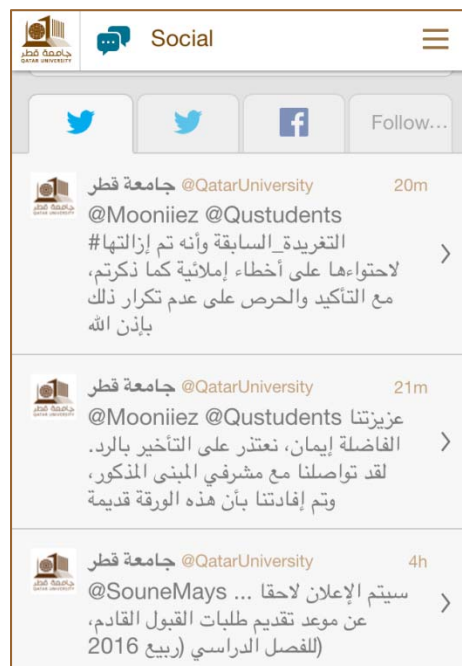 جامعة قطر
QATAR UNIVERSITY
Social
Follow...
جامعة قطر @QatarUniversity 20m
@Mooniiez @Qustudents
#التغريدة_السابقة وأنه تم إزالتها
لاحتواءها على أخطاء إملائية كما ذكرتم،
مع التأكيد والحرص على عدم تكرار ذلك
بإذن الله
جامعة قطر @QatarUniversity 21m
@Mooniiez @Qustudents عزيزتنا
الفاضلة إيمان، نعتذر على التأخير بالرد.
لقد تواصلنا مع مشرفي المبنى المذكور،
وتم إفادتنا بأن هذه الورقة قديمة
جامعة قطر @QatarUniversity 4h
@SouneMays ... سيتم الإعلان لاحقا
عن موعد تقديم طلبات القبول القادم،
(للفصل الدراسي (ربيع 2016